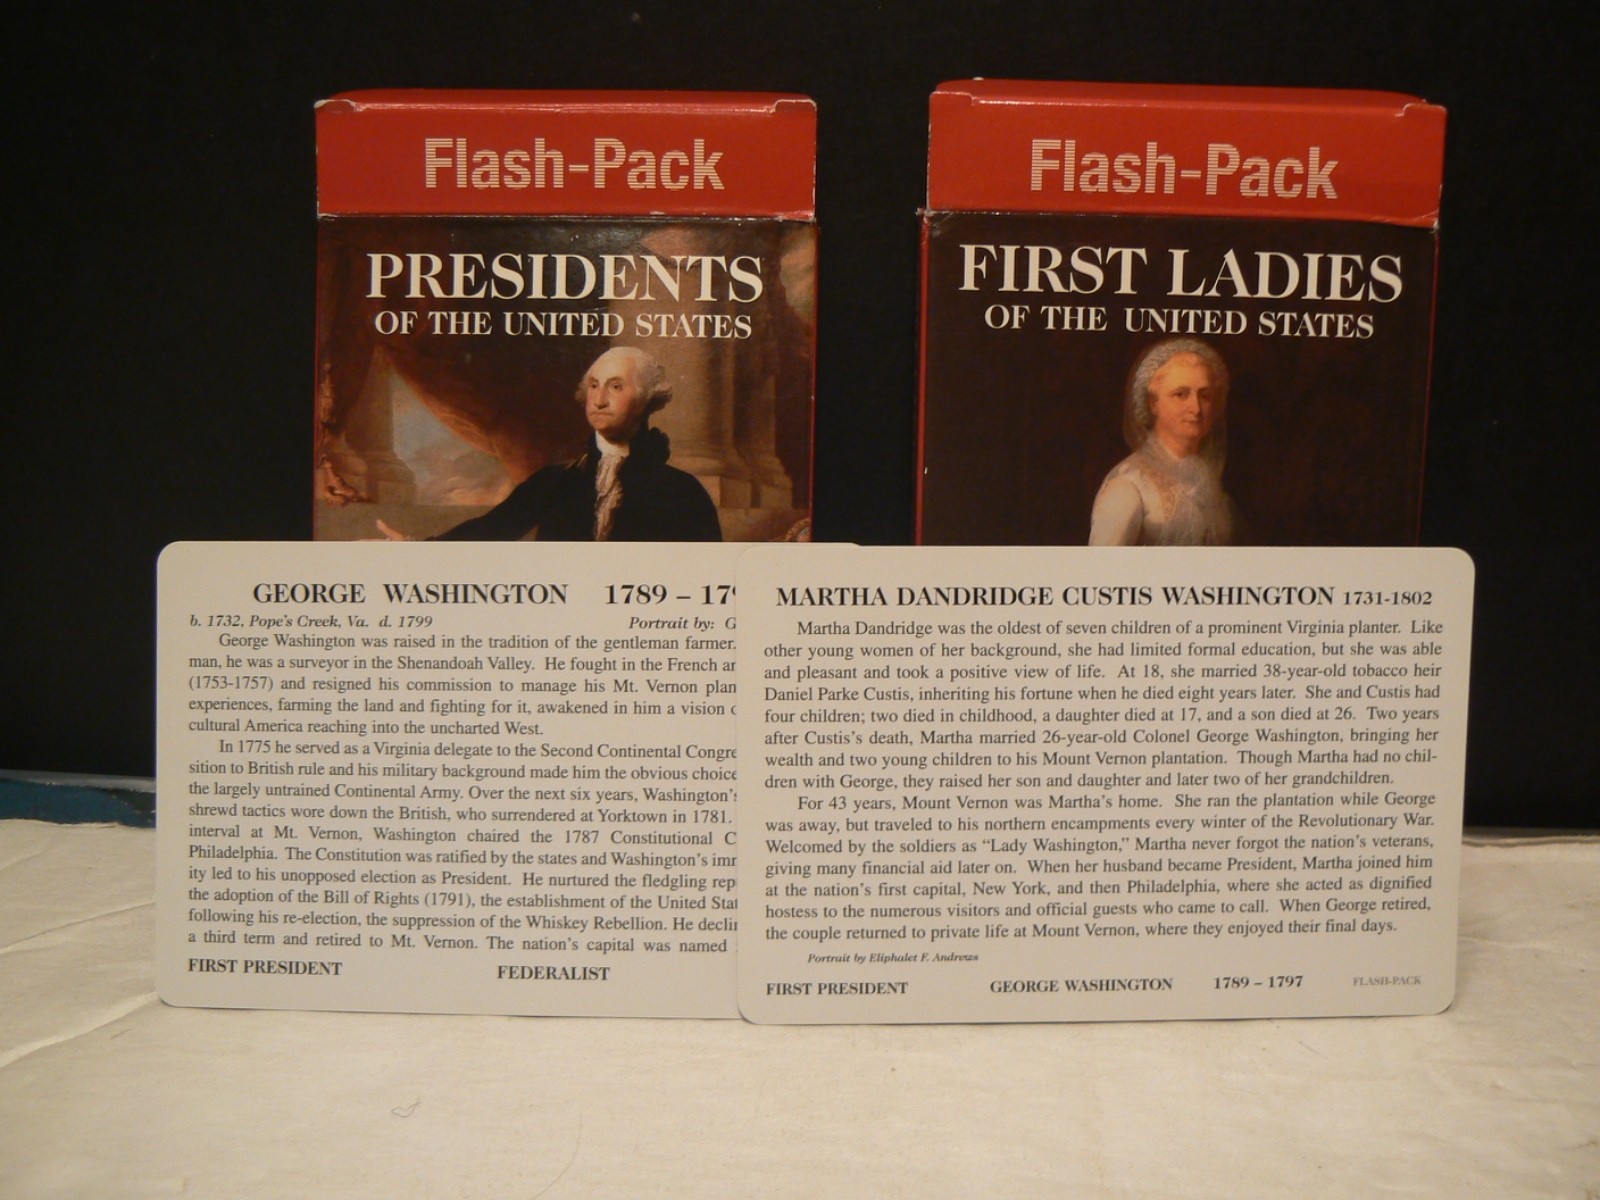 Flash-Pack
PRESIDENTS
OF THE UNITED STATES
Flash-Pack
FIRST LADIES
OF THE UNITED STATES
GEORGE WASHINGTON 1789 –
b. 1732, Pope's Creek, Va. d. 1799 Portrait by: G
George Washington was raised in the tradition of the gentleman farmer.
man, he was a surveyor in the Shenandoah Valley. He fought in the French
(1753-1757) and resigned his commission to manage his Mt. Vernon
experiences, farming the land and fighting for it, awakened in him a vision
cultural America reaching into the uncharted West.
In 1775 he served as a Virginia delegate to the Second Continental
sition to British rule and his military background made him the obvious choice
the largely untrained Continental Army. Over the next six years, Washington's
shrewd tactics wore down the British, who surrendered at Yorktown in 1781.
interval at Mt. Vernon, Washington chaired the 1787 Constitutional C
Philadelphia. The Constitution was ratified by the states and Washington's
ity led to his unopposed election as President. He nurtured the fledgling
the adoption of the Bill of Rights (1791), the establishment of the United
following his re-election, the suppression of the Whiskey Rebellion. He
a third term and retired to Mt. Vernon. The nation's capital was named
FIRST PRESIDENT FEDERALIST
MARTHA DANDRIDGE CUSTIS WASHINGTON 1731-1802
Martha Dandridge was the oldest of seven children of a prominent Virginia planter. Like
other young women of her background, she had limited formal education, but she was able
and pleasant and took a positive view of life. At 18, she married 38-year-old tobacco heir
Daniel Parke Custis, inheriting his fortune when he died eight years later. She and Custis had
four children; two died in childhood, a daughter died at 17, and a son died at 26. Two years
after Custis's death, Martha married 26-year-old Colonel George Washington, bringing her
wealth and two young children to his Mount Vernon plantation. Though Martha had no chil-
dren with George, they raised her son and daughter and later two of her grandchildren.
For 43 years, Mount Vernon was Martha's home. She ran the plantation while George
was away, but traveled to his northern encampments every winter of the Revolutionary War.
Welcomed by the soldiers as “Lady Washington,” Martha never forgot the nation's veterans,
giving many financial aid later on. When her husband became President, Martha joined him
at the nation's first capital, New York, and then Philadelphia, where she acted as dignified
hostess to the numerous visitors and official guests who came to call. When George retired,
the couple returned to private life at Mount Vernon, where they enjoyed their final days.
Portrait by Eliphalet F. Andrews
FIRST PRESIDENT GEORGE WASHINGTON 1789 – 1797 FLASH-PACK